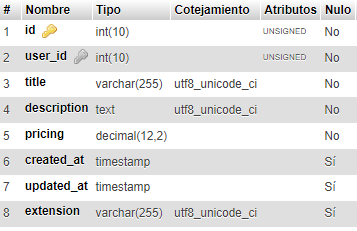 # Nombre Tipo Cotejamiento Atributos Nulo
1 id int(10) UNSIGNED No
2 user_id int(10) UNSIGNED No
3 title varchar(255) utf8_unicode_ci No
4 description text utf8_unicode_ci No
5 pricing decimal(12,2) No
6 created_at timestamp Sí
7 updated_at timestamp Sí
8 extension varchar(255) utf8_unicode_ci Sí